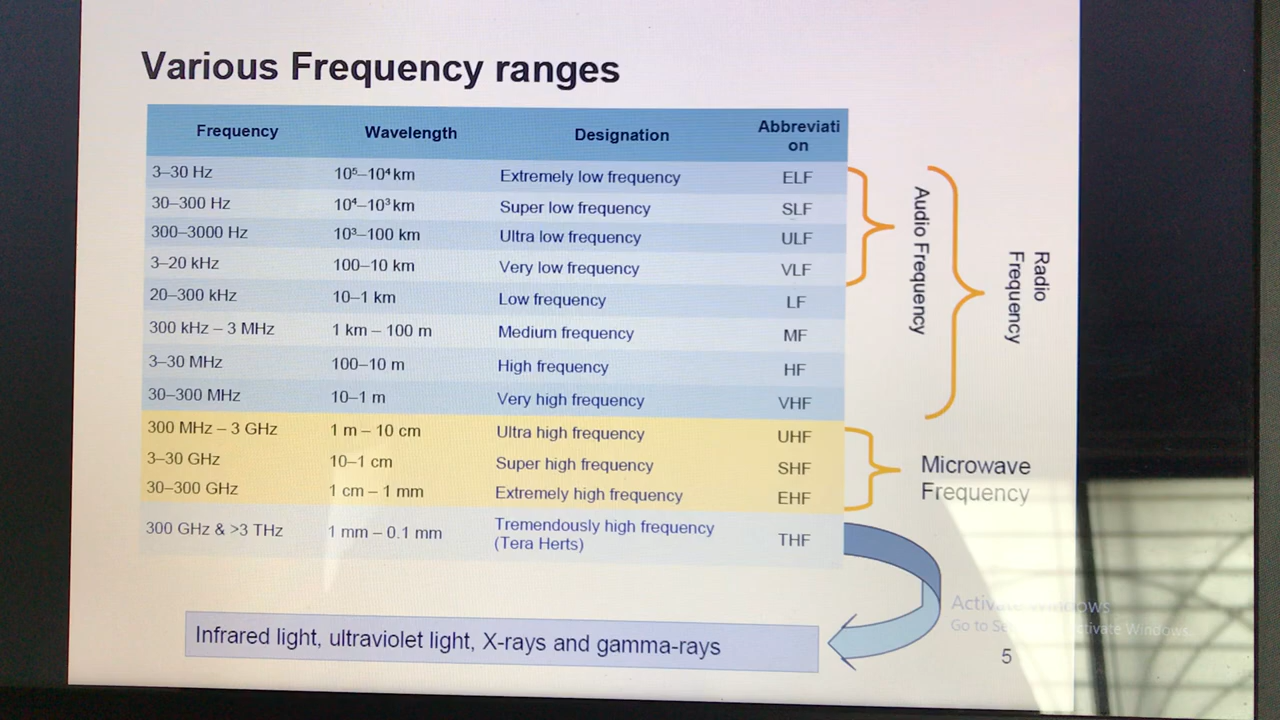 Various Frequency ranges
Frequency Wavelength Designation Abbreviati
on
3–30 Hz 10⁵–10⁴ km Extremely low frequency ELF
30–300 Hz 10⁴–10³ km Super low frequency SLF
300–3000 Hz 10³–100 km Ultra low frequency ULF
3–20 kHz 100–10 km Very low frequency VLF
20–300 kHz 10–1 km Low frequency LF
300 kHz – 3 MHz 1 km – 100 m Medium frequency MF
3–30 MHz 100–10 m High frequency HF
30–300 MHz 10–1 m Very high frequency VHF
300 MHz – 3 GHz 1 m – 10 cm Ultra high frequency UHF
3–30 GHz 10–1 cm Super high frequency SHF
30–300 GHz 1 cm – 1 mm Extremely high frequency EHF
300 GHz & >3 THz 1 mm – 0.1 mm Tremendously high frequency
(Tera Herts) THF
Audio Frequency
Radio
Frequency
Microwave
Frequency
Infrared light, ultraviolet light, X-rays and gamma-rays
Activate Windows
Go to activate Windows.
5